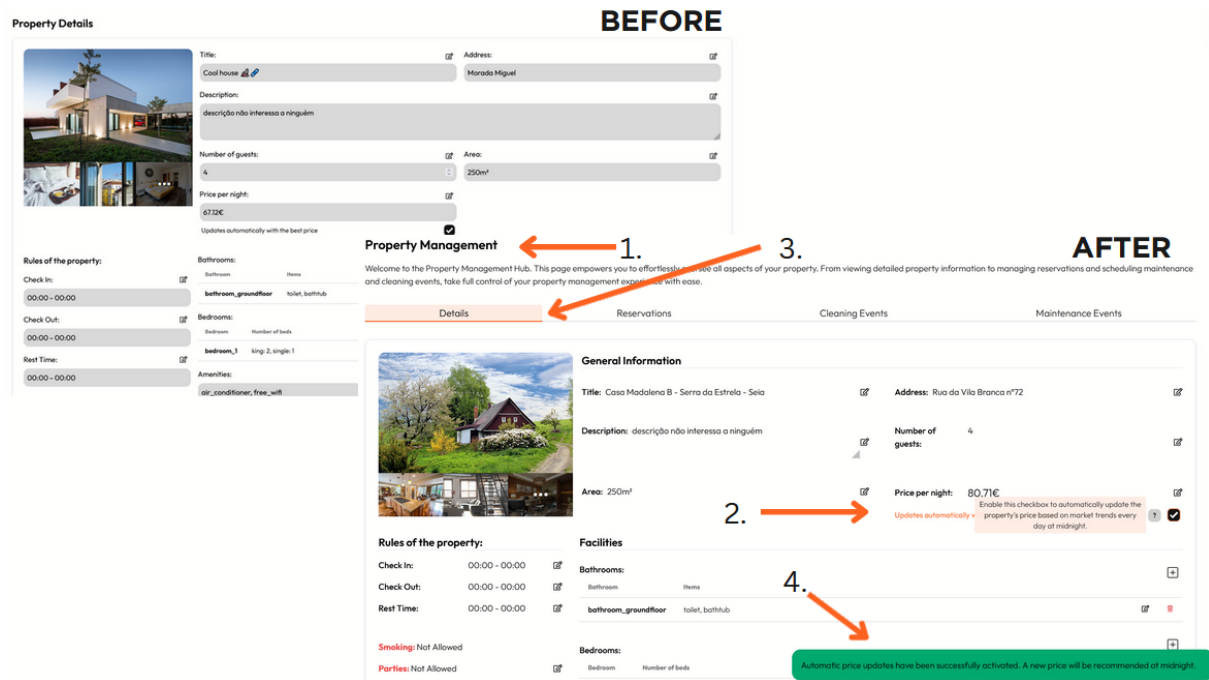 BEFORE
Property Details
Title:
Address:
Cool house
Morada Miguel
Description:
descrição não interessa a ninguém
Number of guests:
Area:
4
250m²
Price per night:
67.12€
Updates automatically with the best price
Rules of the property:
Check In:
00:00 - 00:00
Check Out:
00:00 - 00:00
Rest Time:
00:00 - 00:00
Bathrooms:
Bathroom Items
bathroom_groundfloor toilet, bathtub
Bedrooms:
Bedroom Number of beds
bedroom_1 king: 2, single: 1
Amenities:
air_conditioner, free_wifi
AFTER
Property Management
1.
3.
Welcome to the Property Management Hub. This page empowers you to effortlessly see all aspects of your property. From viewing detailed property information to managing reservations and scheduling maintenance
and cleaning events, take full control of your property management experience with ease.
Details Reservations Cleaning Events Maintenance Events
General Information
Title: Casa Madalena B - Serra da Estrela - Seia
Address: Rua da Vila Branca nº72
Description: descrição não interessa a ninguém
Number of
guests:
4
Area: 250m²
Price per night: 80.71€
2.
Updates automatically
Enable this checkbox to automatically update the
property's price based on market trends every
day at midnight.
?
Rules of the property:
Check In: 00:00 - 00:00
Check Out: 00:00 - 00:00
Rest Time: 00:00 - 00:00
Smoking: Not Allowed
Parties: Not Allowed
Facilities
Bathrooms:
Bathroom Items
bathroom_groundfloor toilet, bathtub
4.
Bedrooms:
Bedroom Number of beds
Automatic price updates have been successfully activated. A new price will be recommended at midnight.